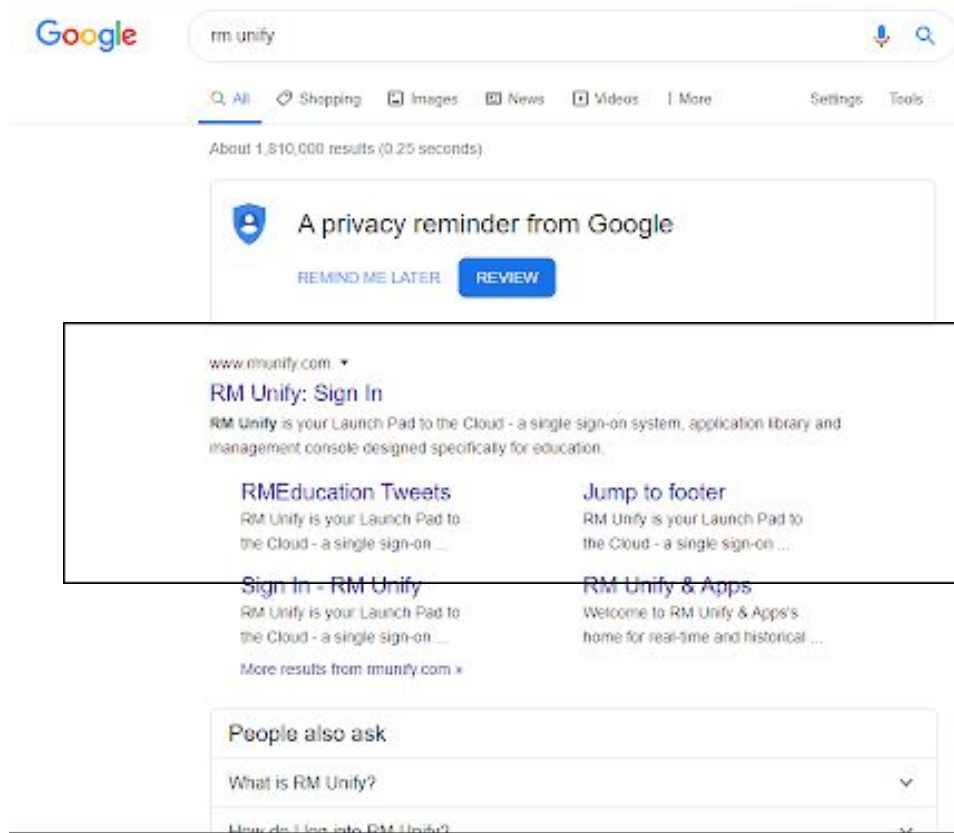 Google
rm unify
All Shopping Images News Videos More Settings Tools
About 1,810,000 results (0.25 seconds)
A privacy reminder from Google
REMIND ME LATER REVIEW
www.rmunify.com
RM Unify: Sign In
RM Unify is your Launch Pad to the Cloud - a single sign-on system, application library and
management console designed specifically for education.
RMEducation Tweets
RM Unify is your Launch Pad to
the Cloud - a single sign-on ...
Jump to footer
RM Unify is your Launch Pad to
the Cloud - a single sign-on ...
Sign In - RM Unify
RM Unify is your Launch Pad to
the Cloud - a single sign-on ...
RM Unify & Apps
Welcome to RM Unify & Apps's
home for real-time and historical ...
More results from rmunify.com »
People also ask
What is RM Unify?
How do I log into RM Unify?